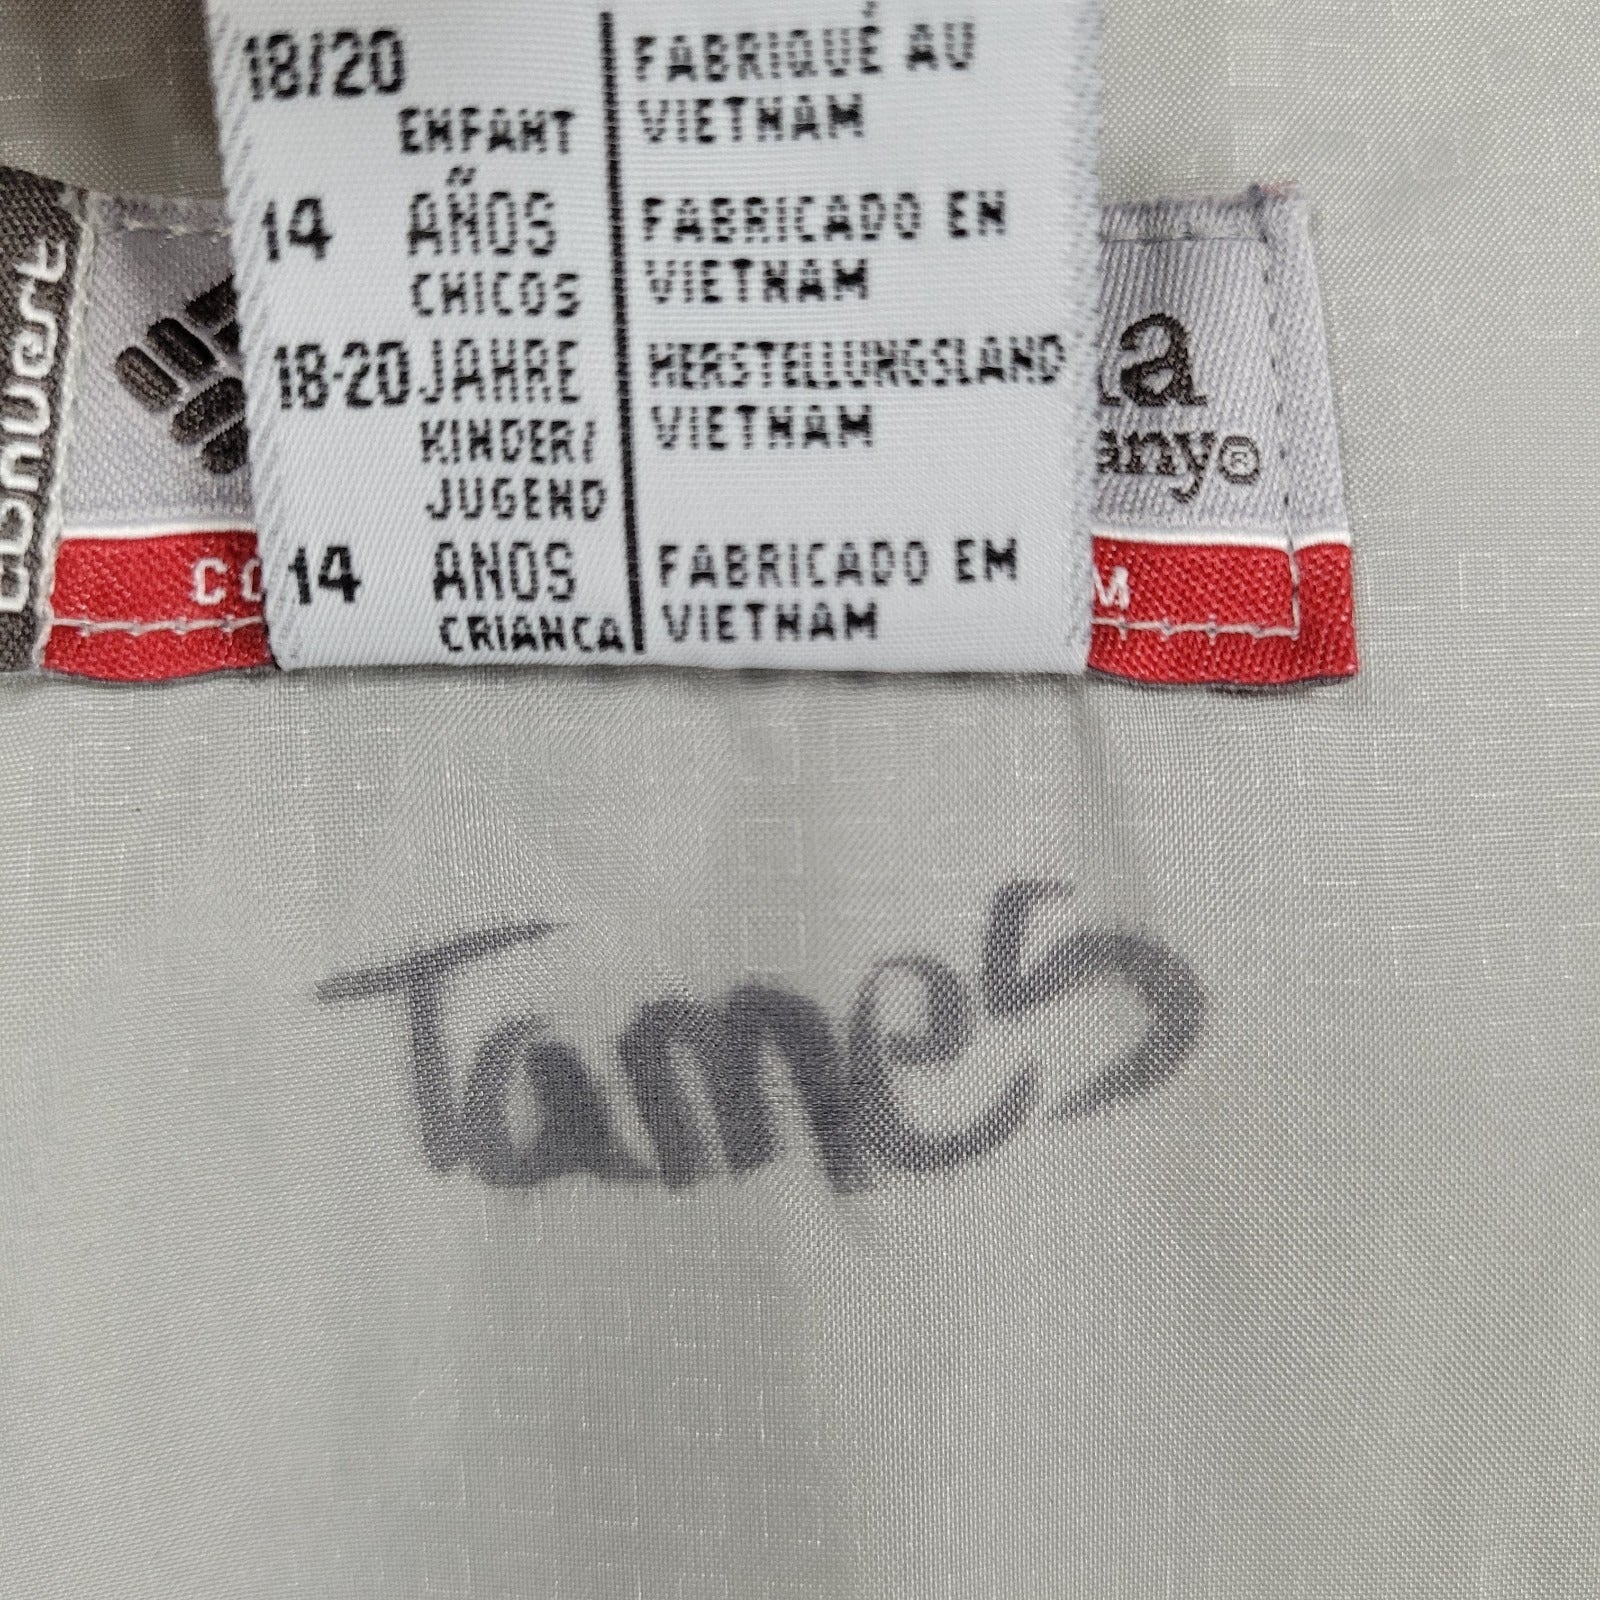 18/20
ENFANT
14 AÑOS
CHICOS
18-20 JAHRE
KINDER/
JUGEND
14 ANOS
CRIANCA
FABRIQUÉ AU
VIETNAM
FABRICADO EN
VIETNAM
HERSTELLUNGSLAND
VIETNAM
FABRICADO EM
VIETNAM
®
James